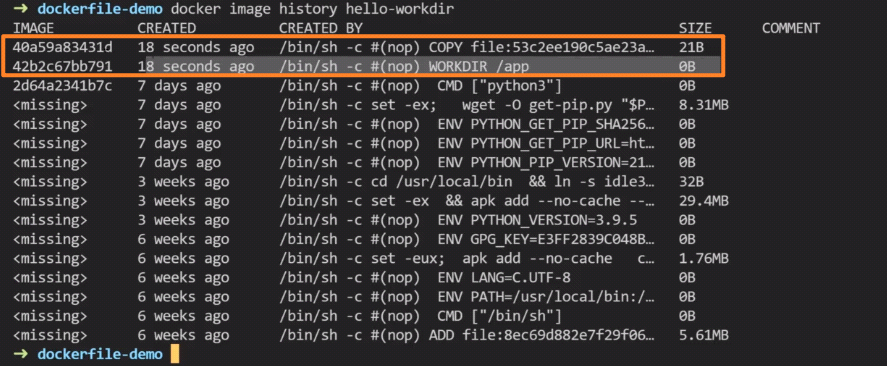 ➜ dockerfile-demo docker image history hello-workdir
IMAGE CREATED CREATED BY SIZE COMMENT
40a59a83431d 18 seconds ago /bin/sh -c #(nop) COPY file:53c2ee190c5ae23a… 21B
42b2c67bb791 18 seconds ago /bin/sh -c #(nop) WORKDIR /app 0B
2d64a2341b7c 7 days ago /bin/sh -c #(nop) CMD ["python3"] 0B
<missing> 7 days ago /bin/sh -c set -ex; wget -O get-pip.py "$P… 8.31MB
<missing> 7 days ago /bin/sh -c #(nop) ENV PYTHON_GET_PIP_SHA256… 0B
<missing> 7 days ago /bin/sh -c #(nop) ENV PYTHON_GET_PIP_URL=ht… 0B
<missing> 7 days ago /bin/sh -c #(nop) ENV PYTHON_PIP_VERSION=21… 0B
<missing> 3 weeks ago /bin/sh -c cd /usr/local/bin && ln -s idle3… 32B
<missing> 3 weeks ago /bin/sh -c set -ex && apk add --no-cache --… 29.4MB
<missing> 3 weeks ago /bin/sh -c #(nop) ENV PYTHON_VERSION=3.9.5 0B
<missing> 6 weeks ago /bin/sh -c #(nop) ENV GPG_KEY=E3FF2839C048B… 0B
<missing> 6 weeks ago /bin/sh -c set -eux; apk add --no-cache c… 1.76MB
<missing> 6 weeks ago /bin/sh -c #(nop) ENV LANG=C.UTF-8 0B
<missing> 6 weeks ago /bin/sh -c #(nop) ENV PATH=/usr/local/bin:/… 0B
<missing> 6 weeks ago /bin/sh -c #(nop) CMD ["/bin/sh"] 0B
<missing> 6 weeks ago /bin/sh -c #(nop) ADD file:8ec69d882e7f29f06… 5.61MB
➜ dockerfile-demo